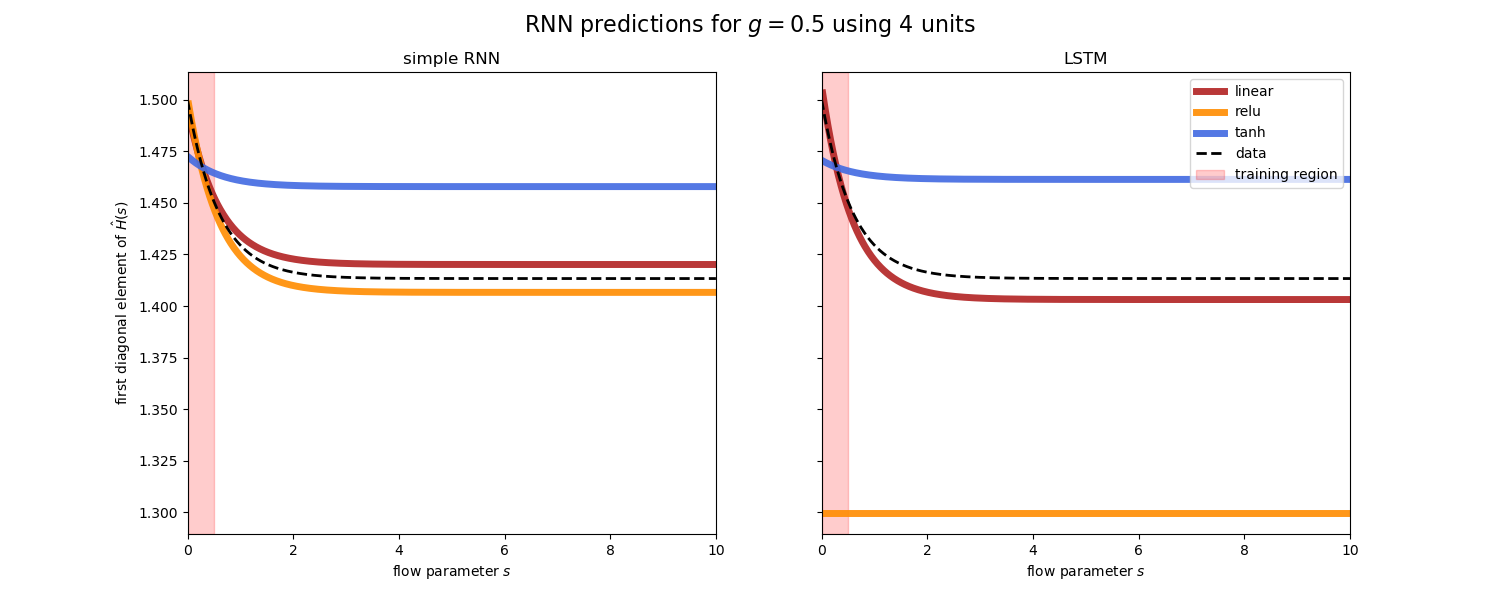 RNN predictions for g = 0.5 using 4 units
simple RNN
first diagonal element of Ĥ(s)
1.500
1.475
1.450
1.425
1.400
1.375
1.350
1.325
1.300
0 2 4 6 8 10
flow parameter s
LSTM
linear
relu
tanh
data
training region
0 2 4 6 8 10
flow parameter s